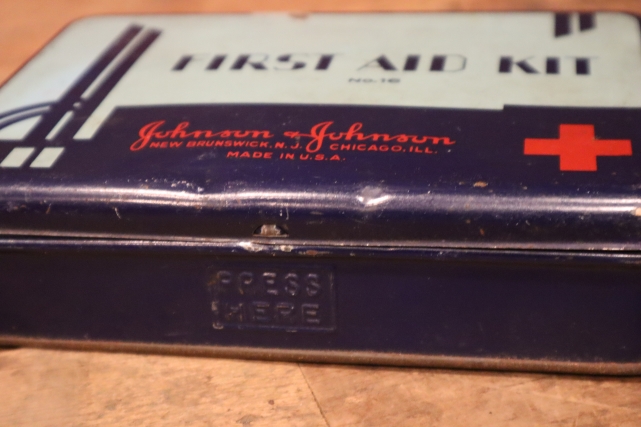 FIRST AID KIT
No. 16
Johnson & Johnson
NEW BRUNSWICK, N.J. CHICAGO, ILL.
MADE IN U.S.A.
PRESS
HERE